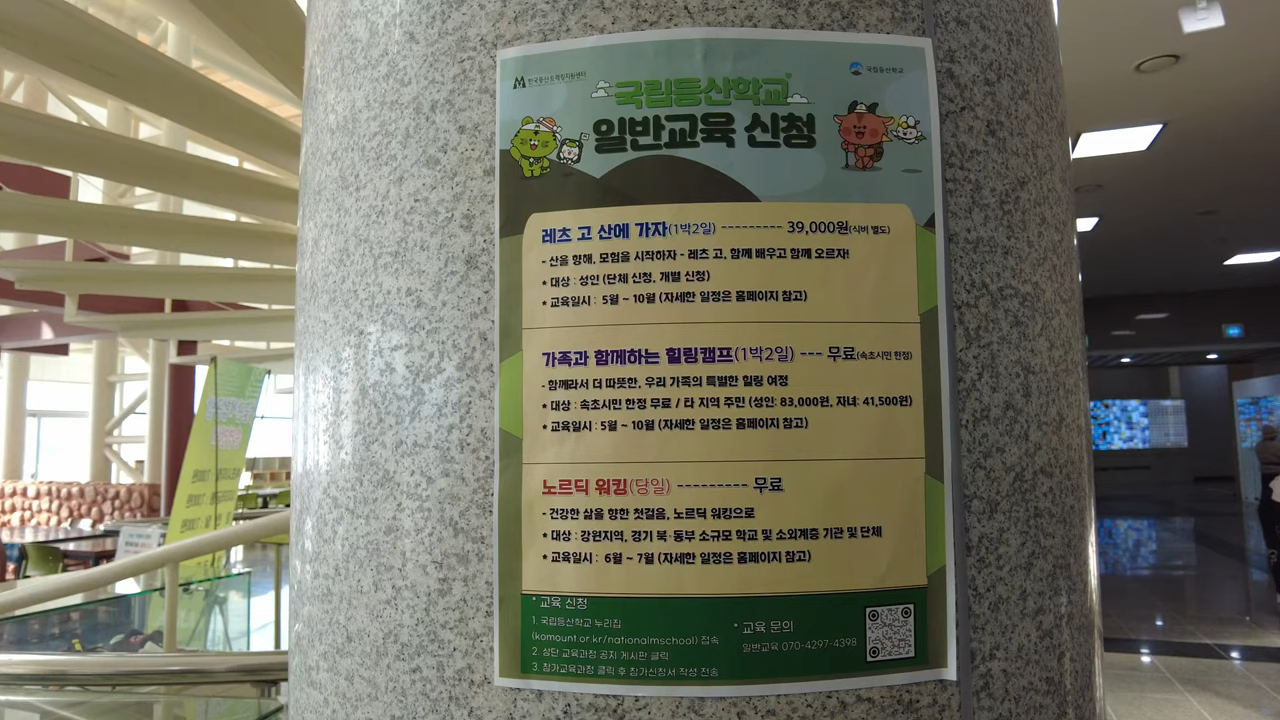 한국등산트레킹지원센터
국립등산학교
국립등산학교
일반교육 신청
레츠 고 산에 가자(1박2일) --------- 39,000원(식비 별도)
- 산을 향해, 모험을 시작하자 - 레츠 고, 함께 배우고 함께 오르자!
* 대상 : 성인 (단체 신청, 개별 신청)
* 교육일시 : 5월 ~ 10월 (자세한 일정은 홈페이지 참고)
가족과 함께하는 힐링캠프(1박2일) --- 무료(속초시민 한정)
- 함께라서 더 따뜻한, 우리 가족의 특별한 힐링 여정
* 대상 : 속초시민 한정 무료 / 타 지역 주민 (성인: 83,000원, 자녀: 41,500원)
* 교육일시 : 5월 ~ 10월 (자세한 일정은 홈페이지 참고)
노르딕 워킹(당일) --------- 무료
- 건강한 삶을 향한 첫걸음, 노르딕 워킹으로
* 대상 : 강원지역, 경기 북·동부 소규모 학교 및 소외계층 기관 및 단체
* 교육일시 : 6월 ~ 7월 (자세한 일정은 홈페이지 참고)
* 교육 신청
1. 국립등산학교 누리집
(komount.or.kr/nationalmschool) 접속
2. 상단 교육과정 공지 게시판 클릭
3. 참가교육과정 클릭 후 참가신청서 작성 전송
* 교육 문의
일반교육 070-4297-4398